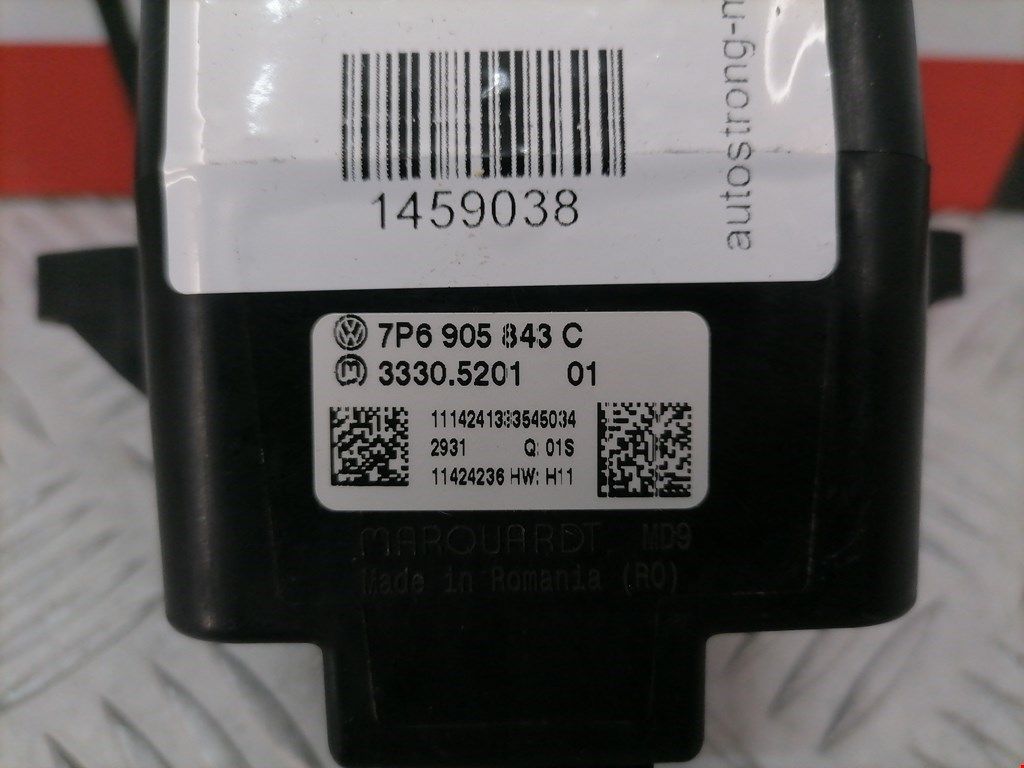 1459038
autostrong-m
7P6 905 843 C
3330.5201 01
1114241383545034
2931 Q: 01S
11424236 HW: H11
MARQUARDT MD9
Made in Romania (RO)